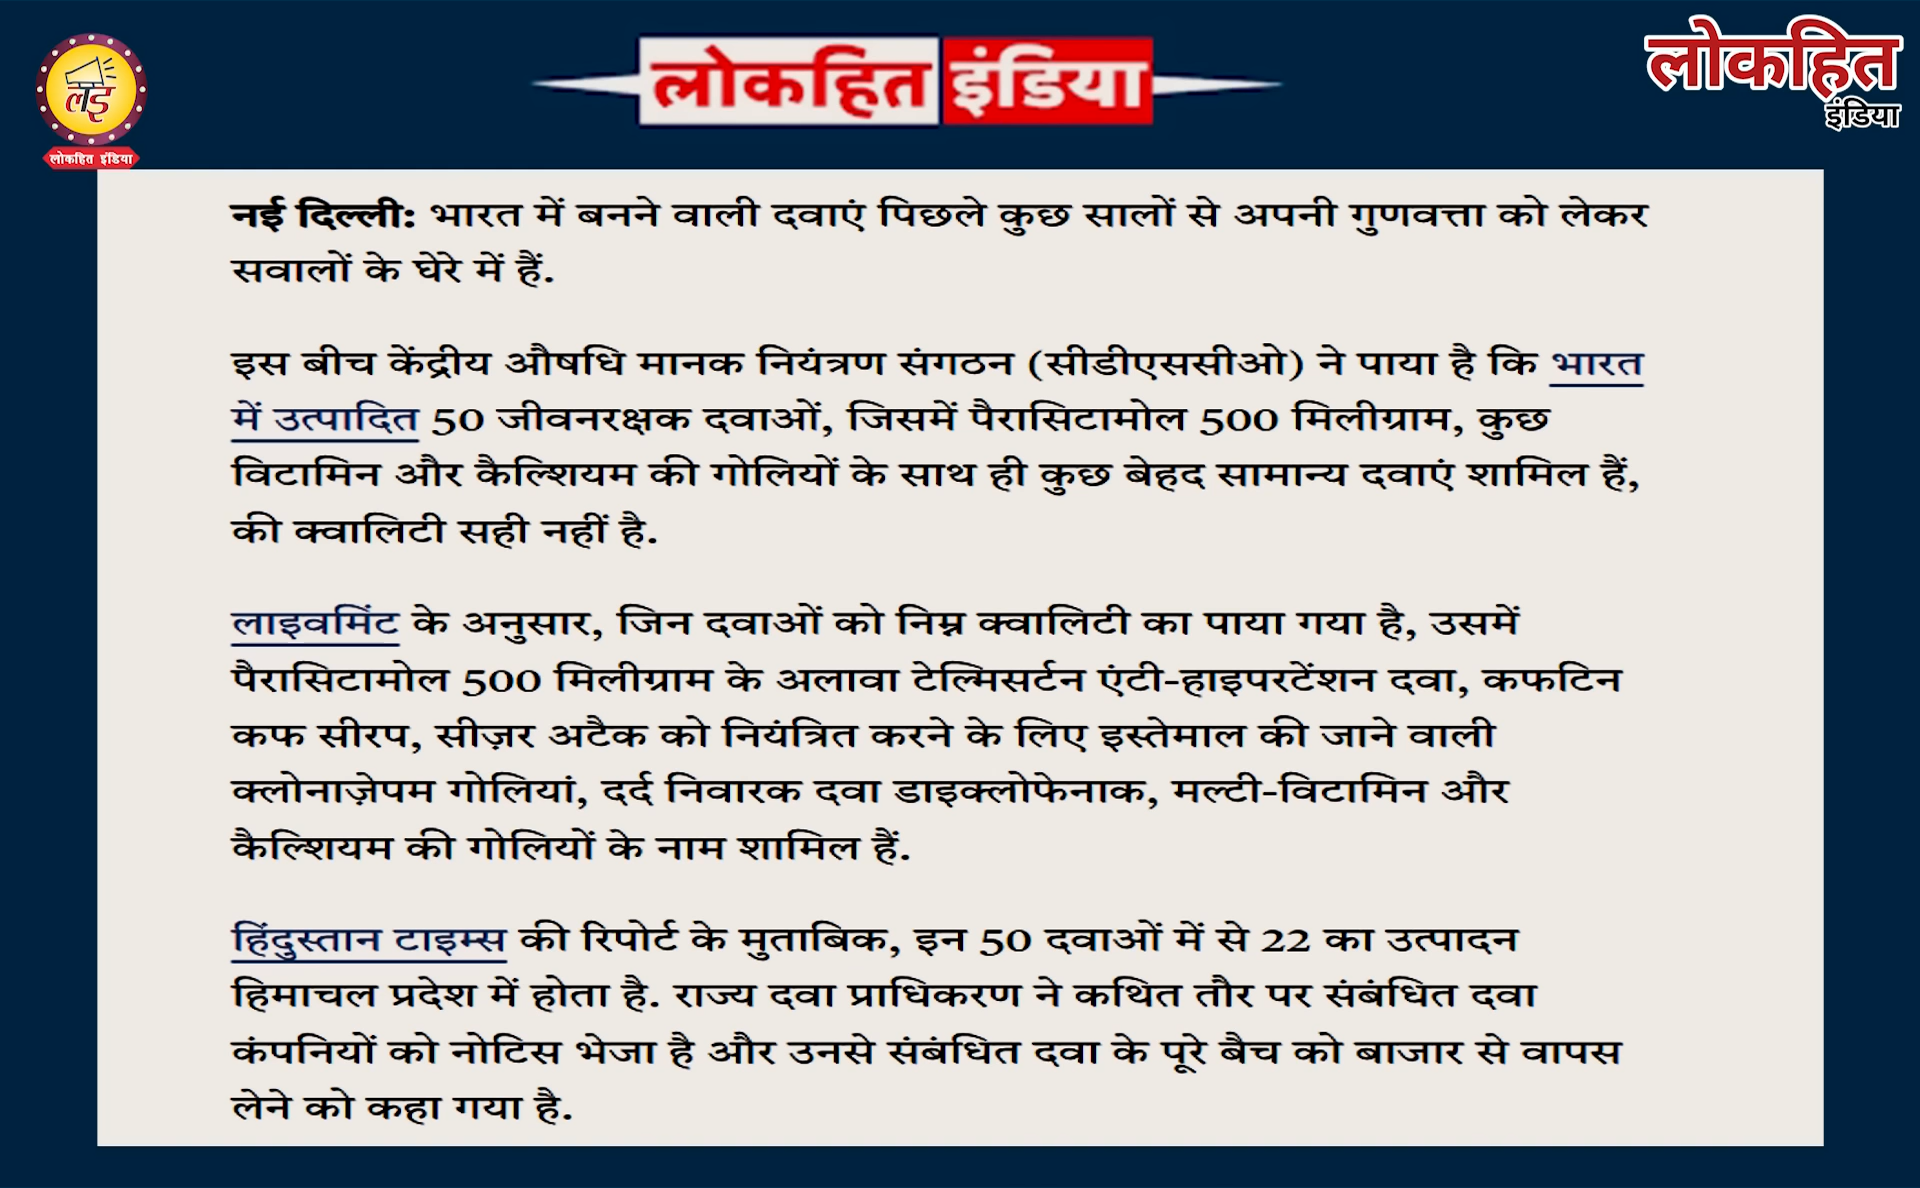 लइ
लोकहित इंडिया
लोकहित इंडिया
लोकहित
इंडिया
नई दिल्ली: भारत में बनने वाली दवाएं पिछले कुछ सालों से अपनी गुणवत्ता को लेकर
सवालों के घेरे में हैं.
इस बीच केंद्रीय औषधि मानक नियंत्रण संगठन (सीडीएससीओ) ने पाया है कि भारत
में उत्पादित 50 जीवनरक्षक दवाओं, जिसमें पैरासिटामोल 500 मिलीग्राम, कुछ
विटामिन और कैल्शियम की गोलियों के साथ ही कुछ बेहद सामान्य दवाएं शामिल हैं,
की क्वालिटी सही नहीं है.
लाइवमिंट के अनुसार, जिन दवाओं को निम्न क्वालिटी का पाया गया है, उसमें
पैरासिटामोल 500 मिलीग्राम के अलावा टेल्मिसर्टन एंटी-हाइपरटेंशन दवा, कफटिन
कफ सीरप, सीज़र अटैक को नियंत्रित करने के लिए इस्तेमाल की जाने वाली
क्लोनाज़ेपम गोलियां, दर्द निवारक दवा डाइक्लोफेनाक, मल्टी-विटामिन और
कैल्शियम की गोलियों के नाम शामिल हैं.
हिंदुस्तान टाइम्स की रिपोर्ट के मुताबिक, इन 50 दवाओं में से 22 का उत्पादन
हिमाचल प्रदेश में होता है. राज्य दवा प्राधिकरण ने कथित तौर पर संबंधित दवा
कंपनियों को नोटिस भेजा है और उनसे संबंधित दवा के पूरे बैच को बाजार से वापस
लेने को कहा गया है.